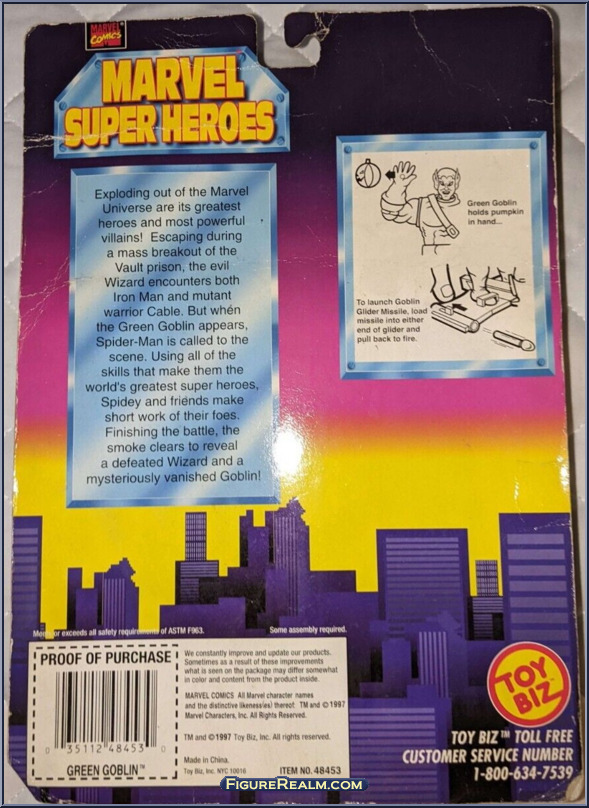 MARVEL
COMICS
MARVEL
SUPER HEROES
Exploding out of the Marvel
Universe are its greatest
heroes and most powerful
villains! Escaping during
a mass breakout of the
Vault prison, the evil
Wizard encounters both
Iron Man and mutant
warrior Cable. But when
the Green Goblin appears,
Spider-Man is called to the
scene. Using all of the
skills that make them the
world's greatest super heroes,
Spidey and friends make
short work of their foes.
Finishing the battle, the
smoke clears to reveal
a defeated Wizard and a
mysteriously vanished Goblin!
Green Goblin
holds pumpkin
in hand...
To launch Goblin
Glider Missile, load
missile into either
end of glider and
pull back to fire.
Meets or exceeds all safety requirements of ASTM F963.
Some assembly required.
PROOF OF PURCHASE
0 35112 48453 0
GREEN GOBLIN™
We constantly improve and update our products.
Sometimes as a result of these improvements
what is seen on the package may differ somewhat
in color and content from the product inside.
MARVEL COMICS All Marvel character names
and the distinctive likeness(es) thereof: TM and ©1997
Marvel Characters, Inc. All Rights Reserved.
TM and ©1997 Toy Biz, Inc. All rights reserved.
Made in China.
Toy Biz, Inc. NYC 10016
ITEM NO. 48453
TOY
BIZ
TOY BIZ™ TOLL FREE
CUSTOMER SERVICE NUMBER
1-800-634-7539
FIGUREREALM.COM